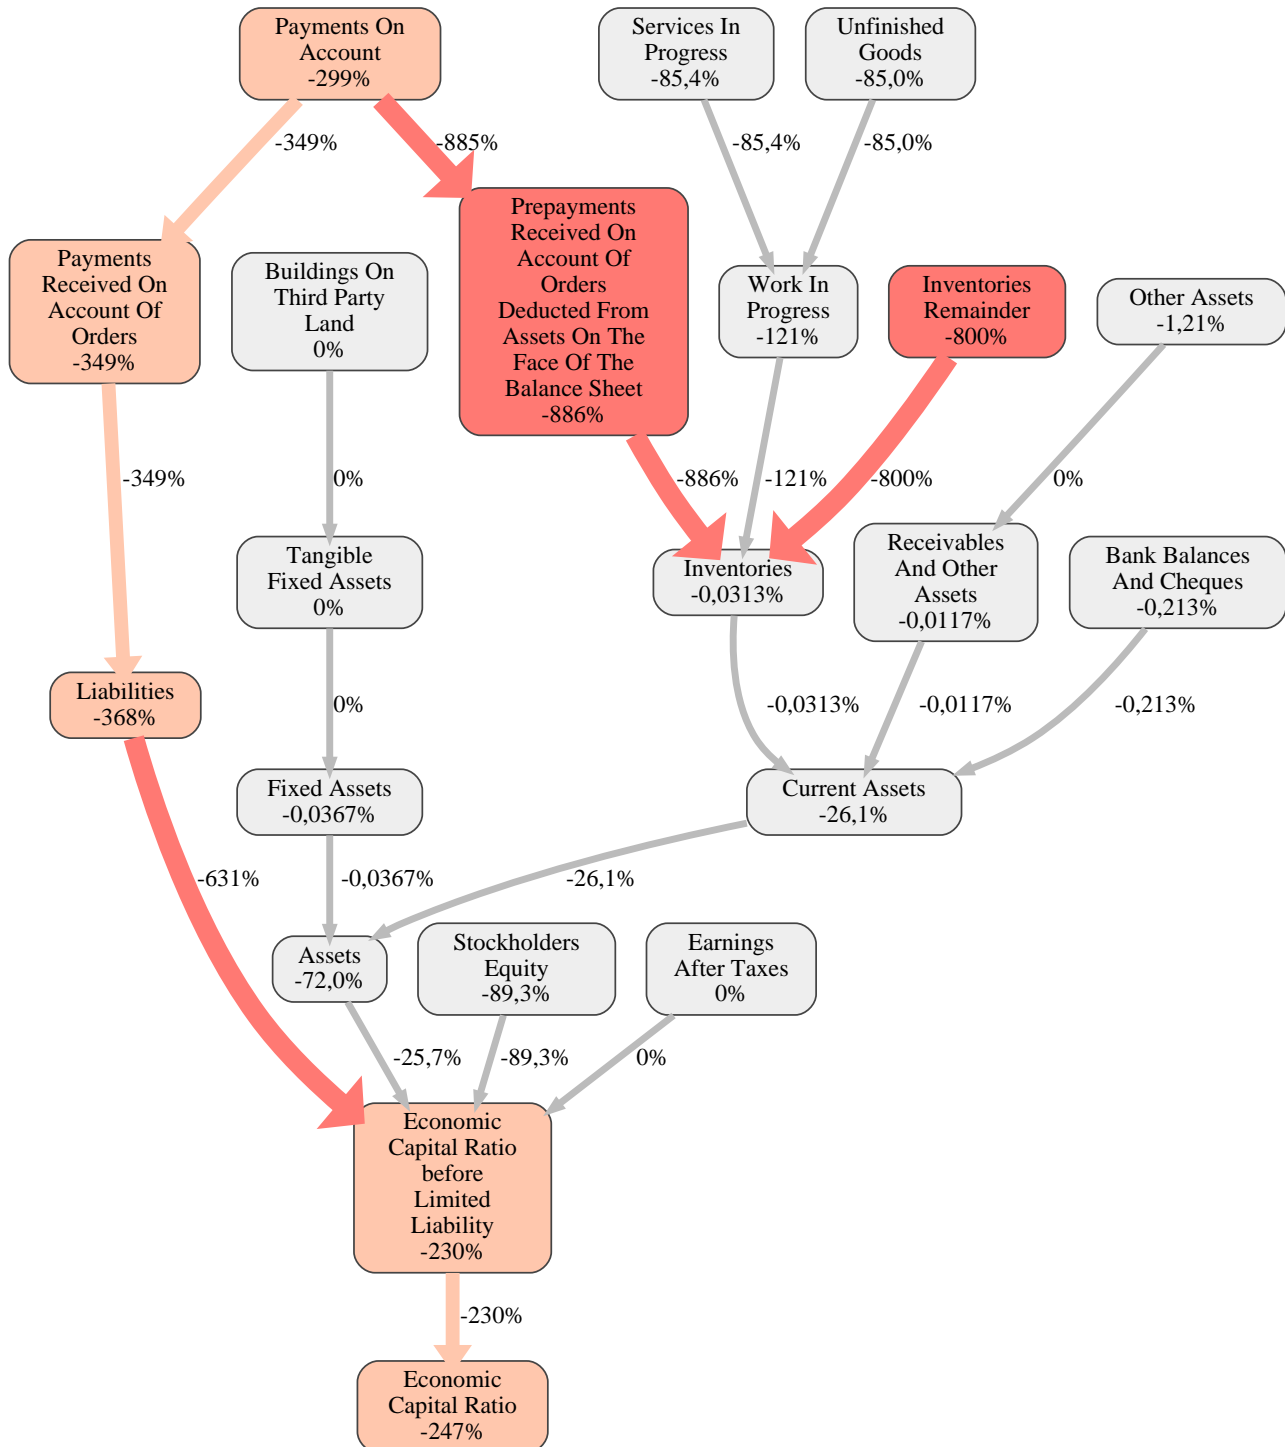 Payments On
Account
-299%
Services In
Progress
-85,4%
Unfinished
Goods
-85,0%
-349%
-885%
-85,4%
-85,0%
Prepayments
Received On
Account Of
Orders
Deducted From
Assets On The
Face Of The
Balance Sheet
-886%
Payments
Received On
Account Of
Orders
-349%
Buildings On
Third Party
Land
0%
Work In
Progress
-121%
Inventories
Remainder
-800%
Other Assets
-1,21%
-349%
0%
-886%
-121%
-800%
0%
Tangible
Fixed Assets
0%
Inventories
-0,0313%
Receivables
And Other
Assets
-0,0117%
Bank Balances
And Cheques
-0,213%
Liabilities
-368%
0%
-0,0313%
-0,0117%
-0,213%
Fixed Assets
-0,0367%
Current Assets
-26,1%
-631%
-0,0367%
-26,1%
Assets
-72,0%
Stockholders
Equity
-89,3%
Earnings
After Taxes
0%
-25,7%
-89,3%
0%
Economic
Capital Ratio
before
Limited
Liability
-230%
-230%
Economic
Capital Ratio
-247%